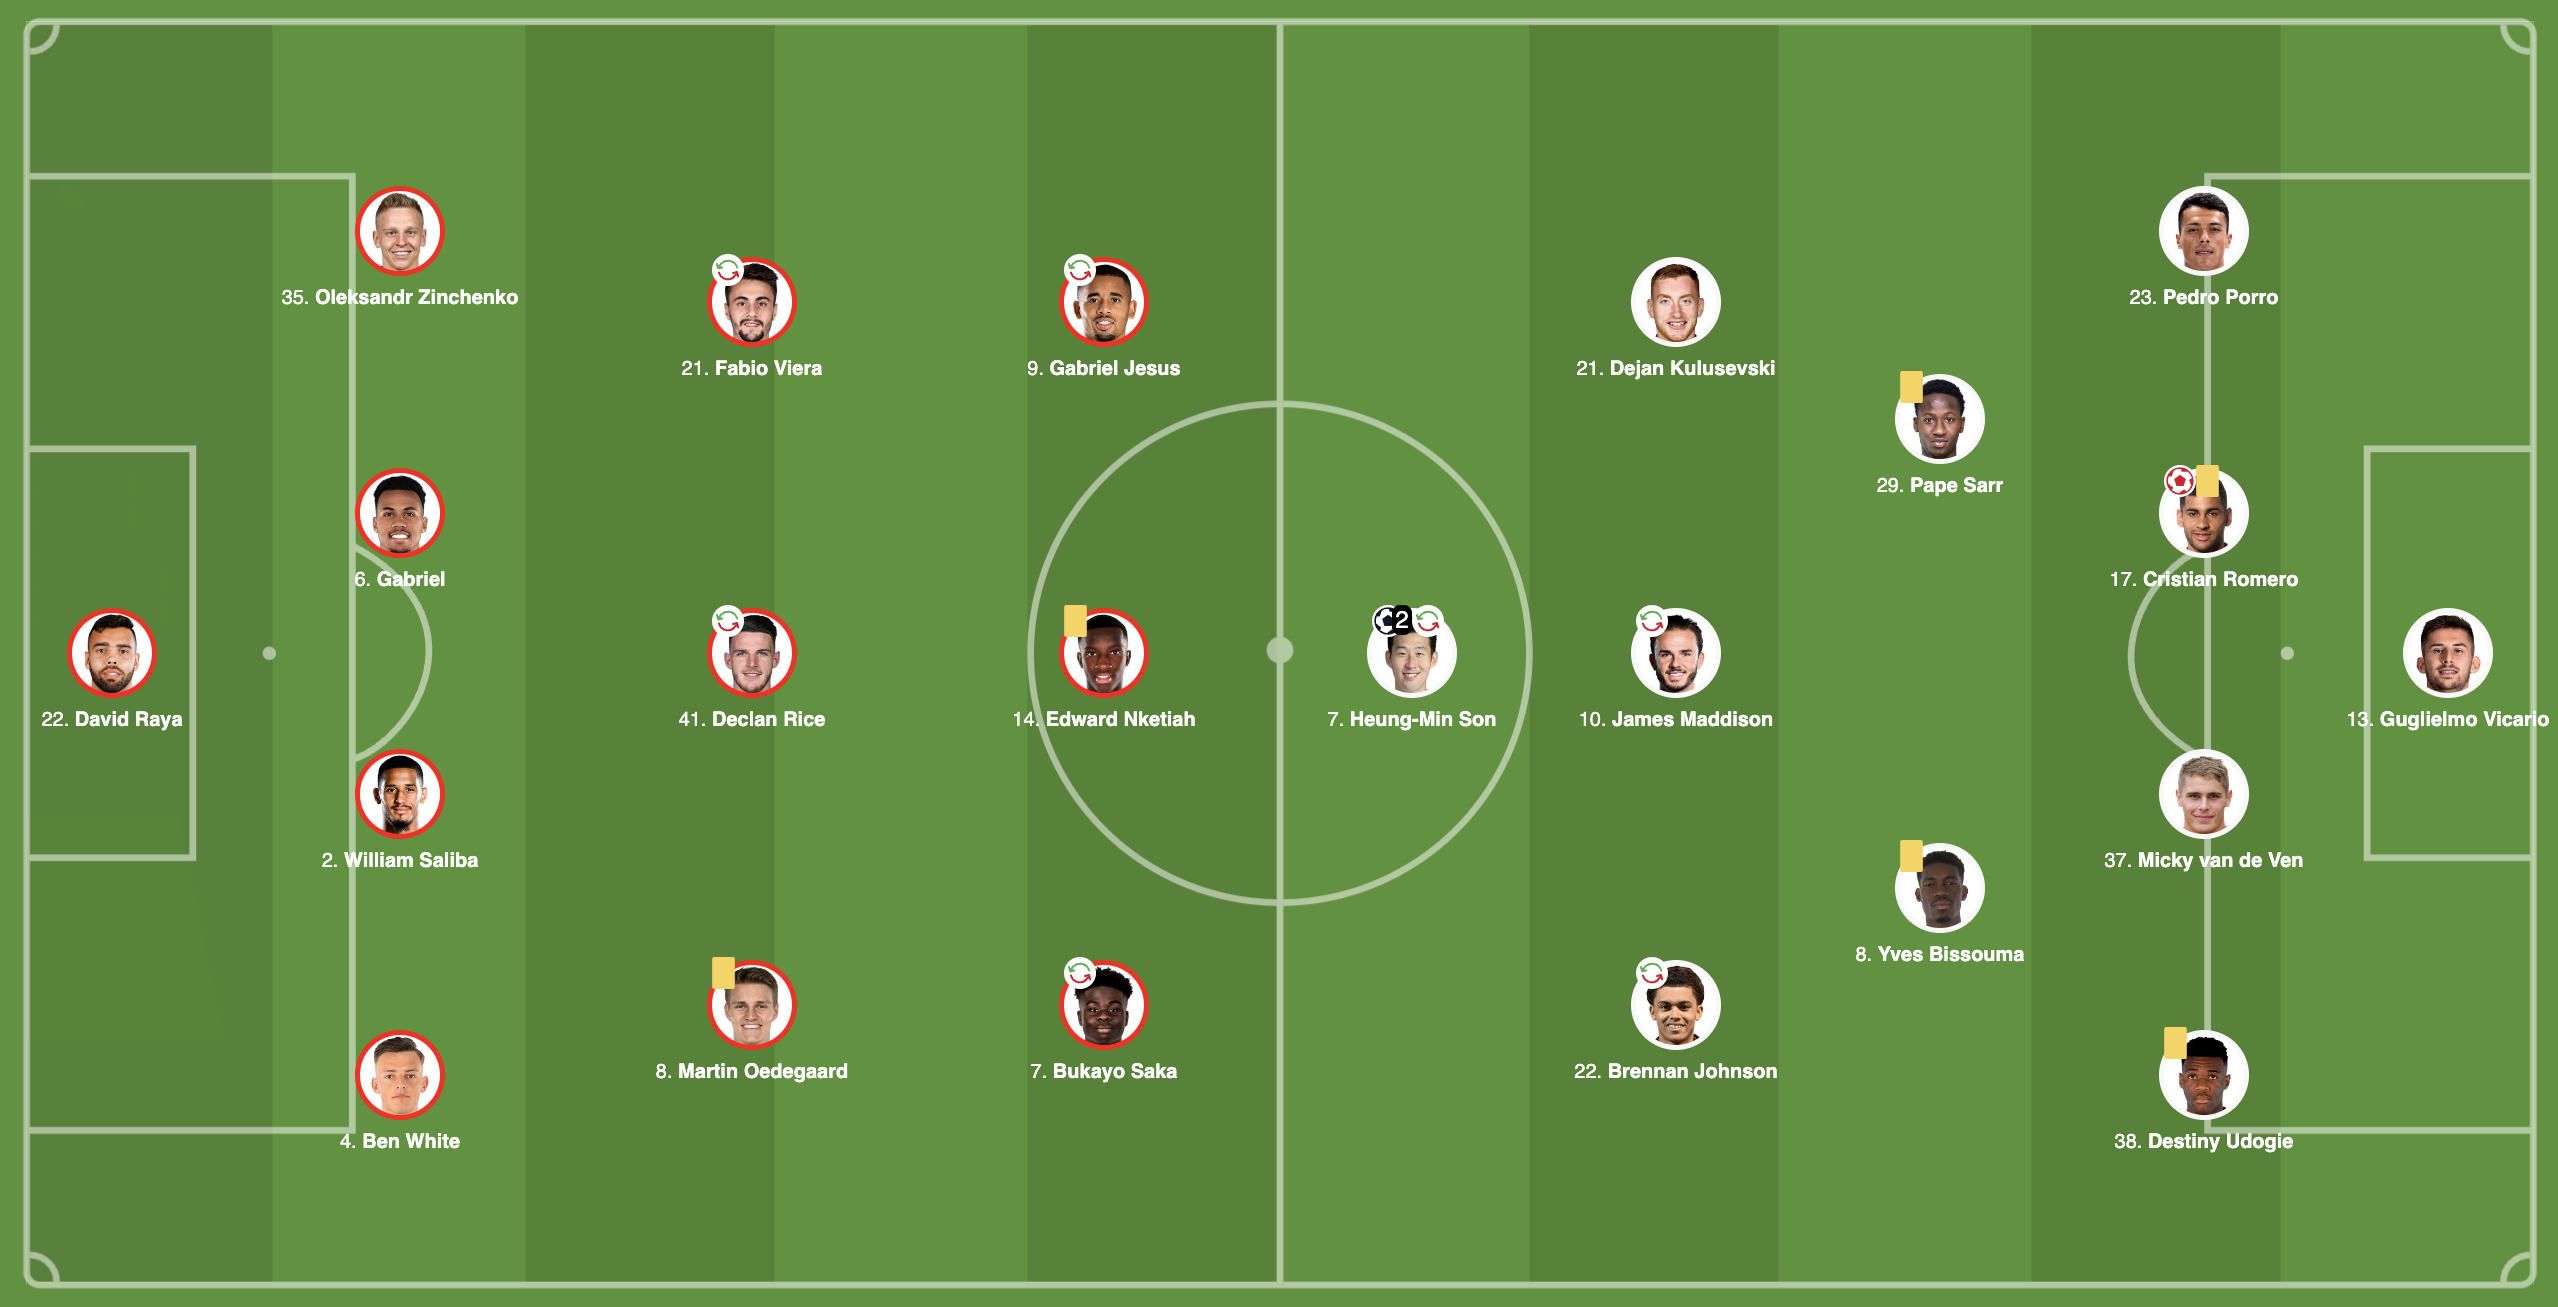 35. Oleksandr Zinchenko
23. Pedro Porro
21. Fabio Viera
9. Gabriel Jesus
21. Dejan Kulusevski
29. Pape Sarr
6. Gabriel
17. Cristian Romero
2
22. David Raya
41. Declan Rice
14. Edward Nketiah
7. Heung-Min Son
10. James Maddison
13. Guglielmo Vicario
2. William Saliba
37. Micky van de Ven
8. Yves Bissouma
8. Martin Oedegaard
7. Bukayo Saka
22. Brennan Johnson
4. Ben White
38. Destiny Udogie